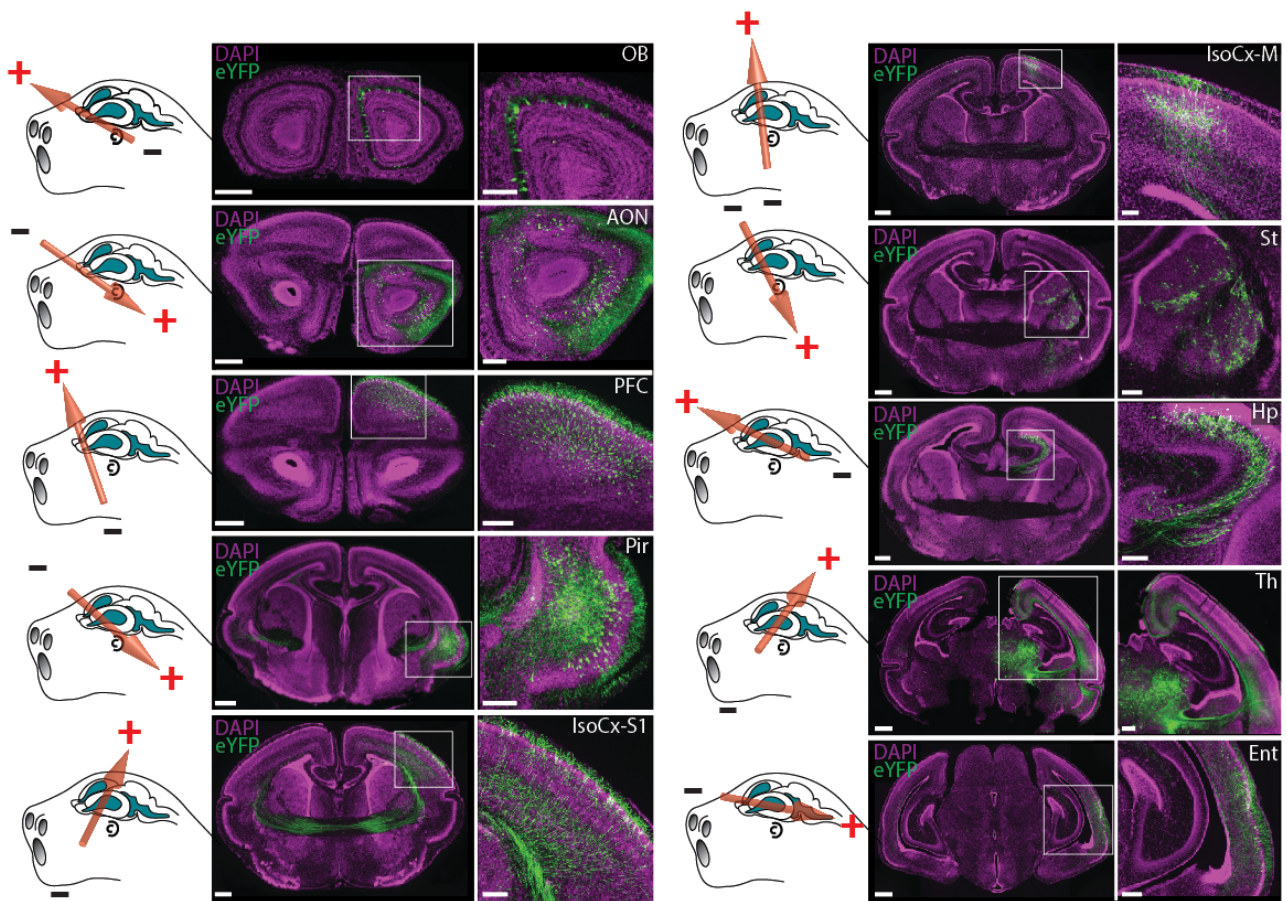 DAPI
eYFP
OB
DAPI
eYFP
AON
DAPI
eYFP
PFC
DAPI
eYFP
Pir
DAPI
eYFP
IsoCx-S1
DAPI
eYFP
IsoCx-M
DAPI
eYFP
St
DAPI
eYFP
Hp
DAPI
eYFP
Th
DAPI
eYFP
Ent